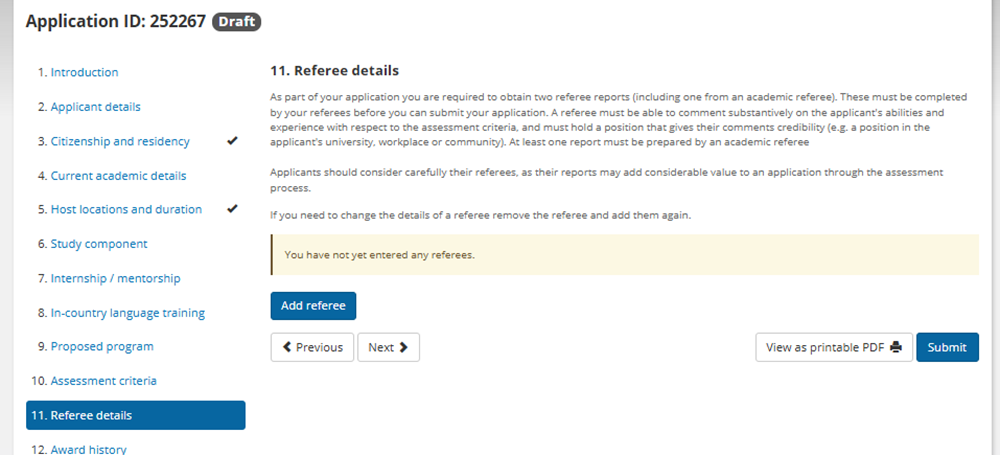 Application ID: 252267 Draft
1. Introduction
2. Applicant details
3. Citizenship and residency
4. Current academic details
5. Host locations and duration
6. Study component
7. Internship / mentorship
8. In-country language training
9. Proposed program
10. Assessment criteria
11. Referee details
12. Award history
11. Referee details
As part of your application you are required to obtain two referee reports (including one from an academic referee). These must be completed
by your referees before you can submit your application. A referee must be able to comment substantively on the applicant's abilities and
experience with respect to the assessment criteria, and must hold a position that gives their comments credibility (e.g. a position in the
applicant's university, workplace or community). At least one report must be prepared by an academic referee
Applicants should consider carefully their referees, as their reports may add considerable value to an application through the assessment
process.
If you need to change the details of a referee remove the referee and add them again.
You have not yet entered any referees.
Add referee
Previous
Next
View as printable PDF
Submit